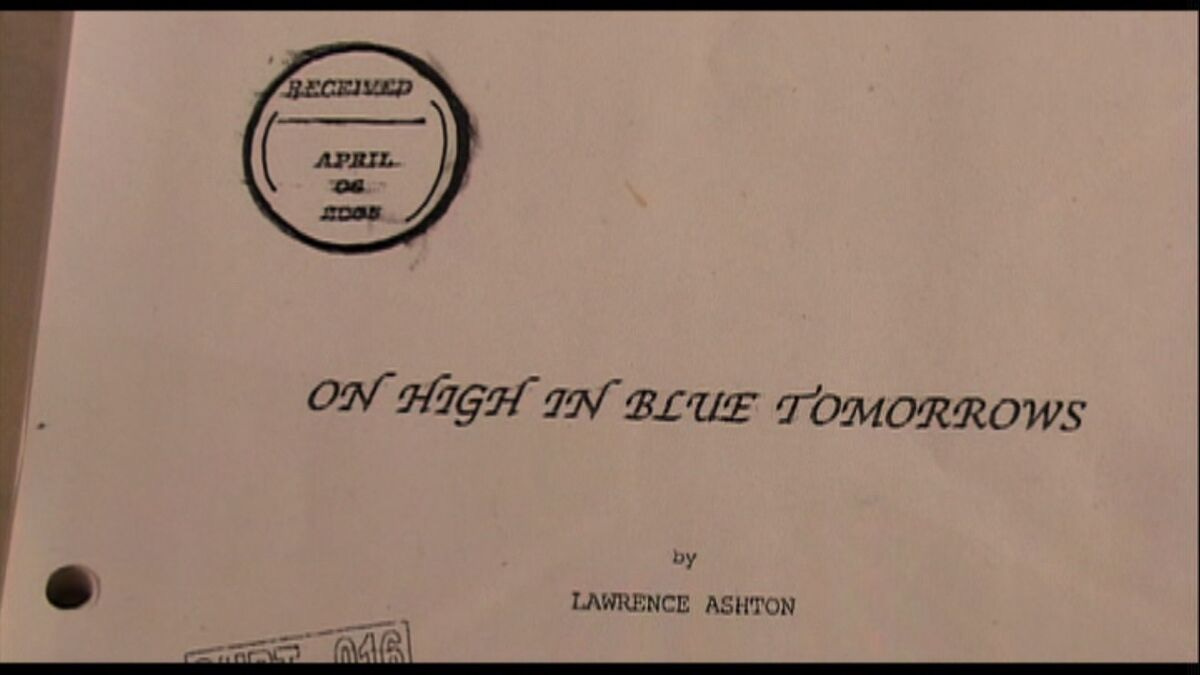 RECEIVED
APRIL
06
ON HIGH IN BLUE TOMORROWS
by
LAWRENCE ASHTON
016